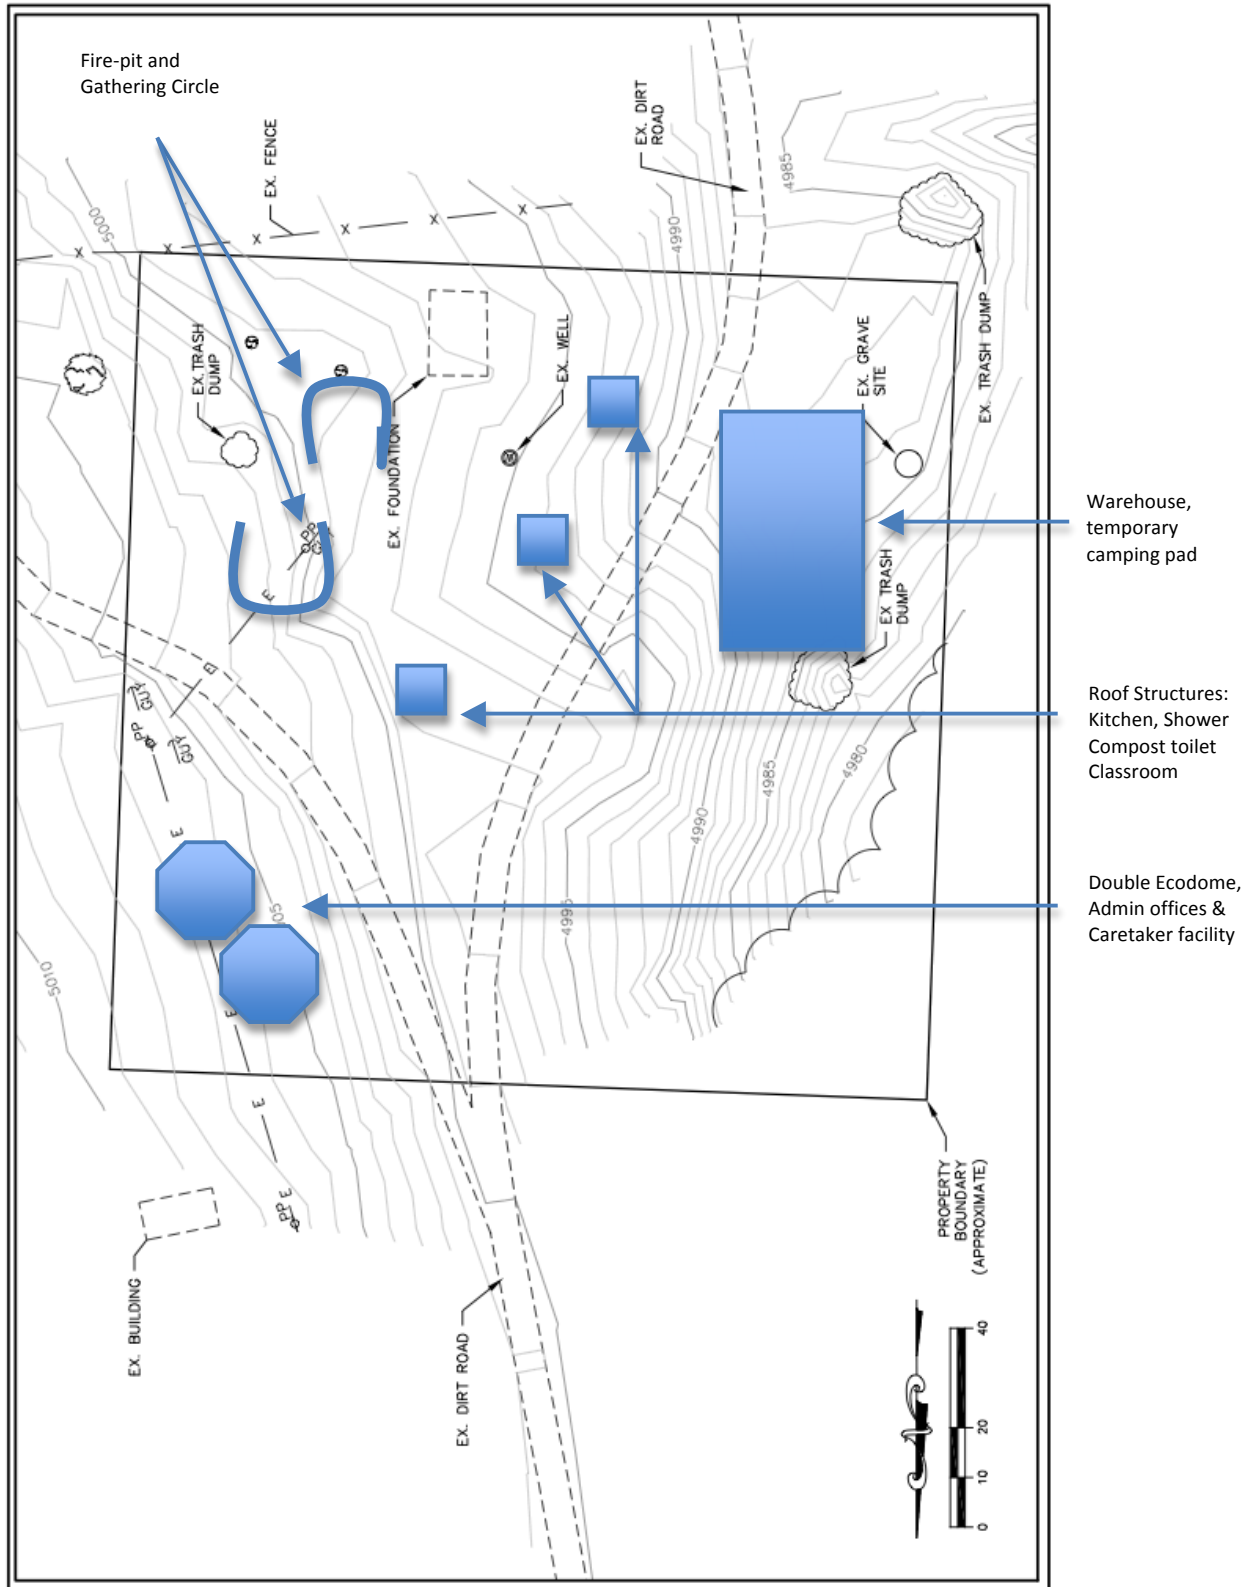 Fire-pit and
Gathering Circle
EX. FENCE
EX. DIRT
ROAD
5000
4990
4985
EX.TRASH
DUMP
EX. WELL
EX. GRAVE
SITE
EX. TRASH DUMP
EX. FOUNDATION
Warehouse,
temporary
camping pad
PP
GUY
E
E
EX TRASH
DUMP
PP
GUY
GUY
Roof Structures:
Kitchen, Shower
Compost toilet
Classroom
4980
4985
4990
4995
E
Double Ecodome,
Admin offices &
Caretaker facility
5010
E
E
E
PP E
EX. BUILDING
EX. DIRT ROAD
PROPERTY
BOUNDARY
(APPROXIMATE)
0 10 20 40
X
X
X
X
X